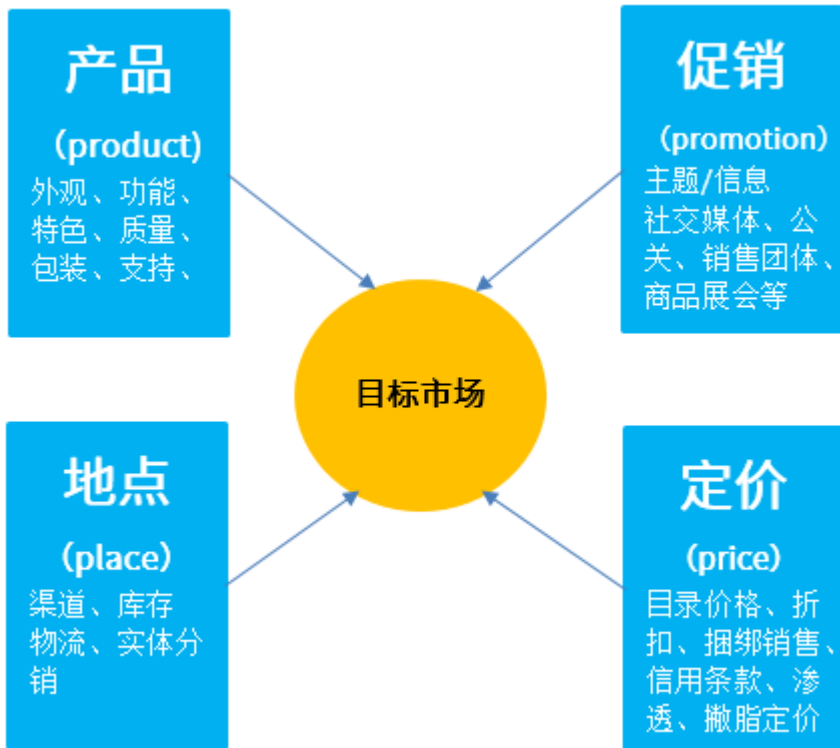 产品
（product）
外观、功能、
特色、质量、
包装、支持、
促销
（promotion）
主题/信息
社交媒体、公
关、销售团体、
商品展会等
目标市场
地点
（place）
渠道、库存
物流、实体分
销
定价
（price）
目录价格、折
扣、捆绑销售、
信用条款、渗
透、撇脂定价